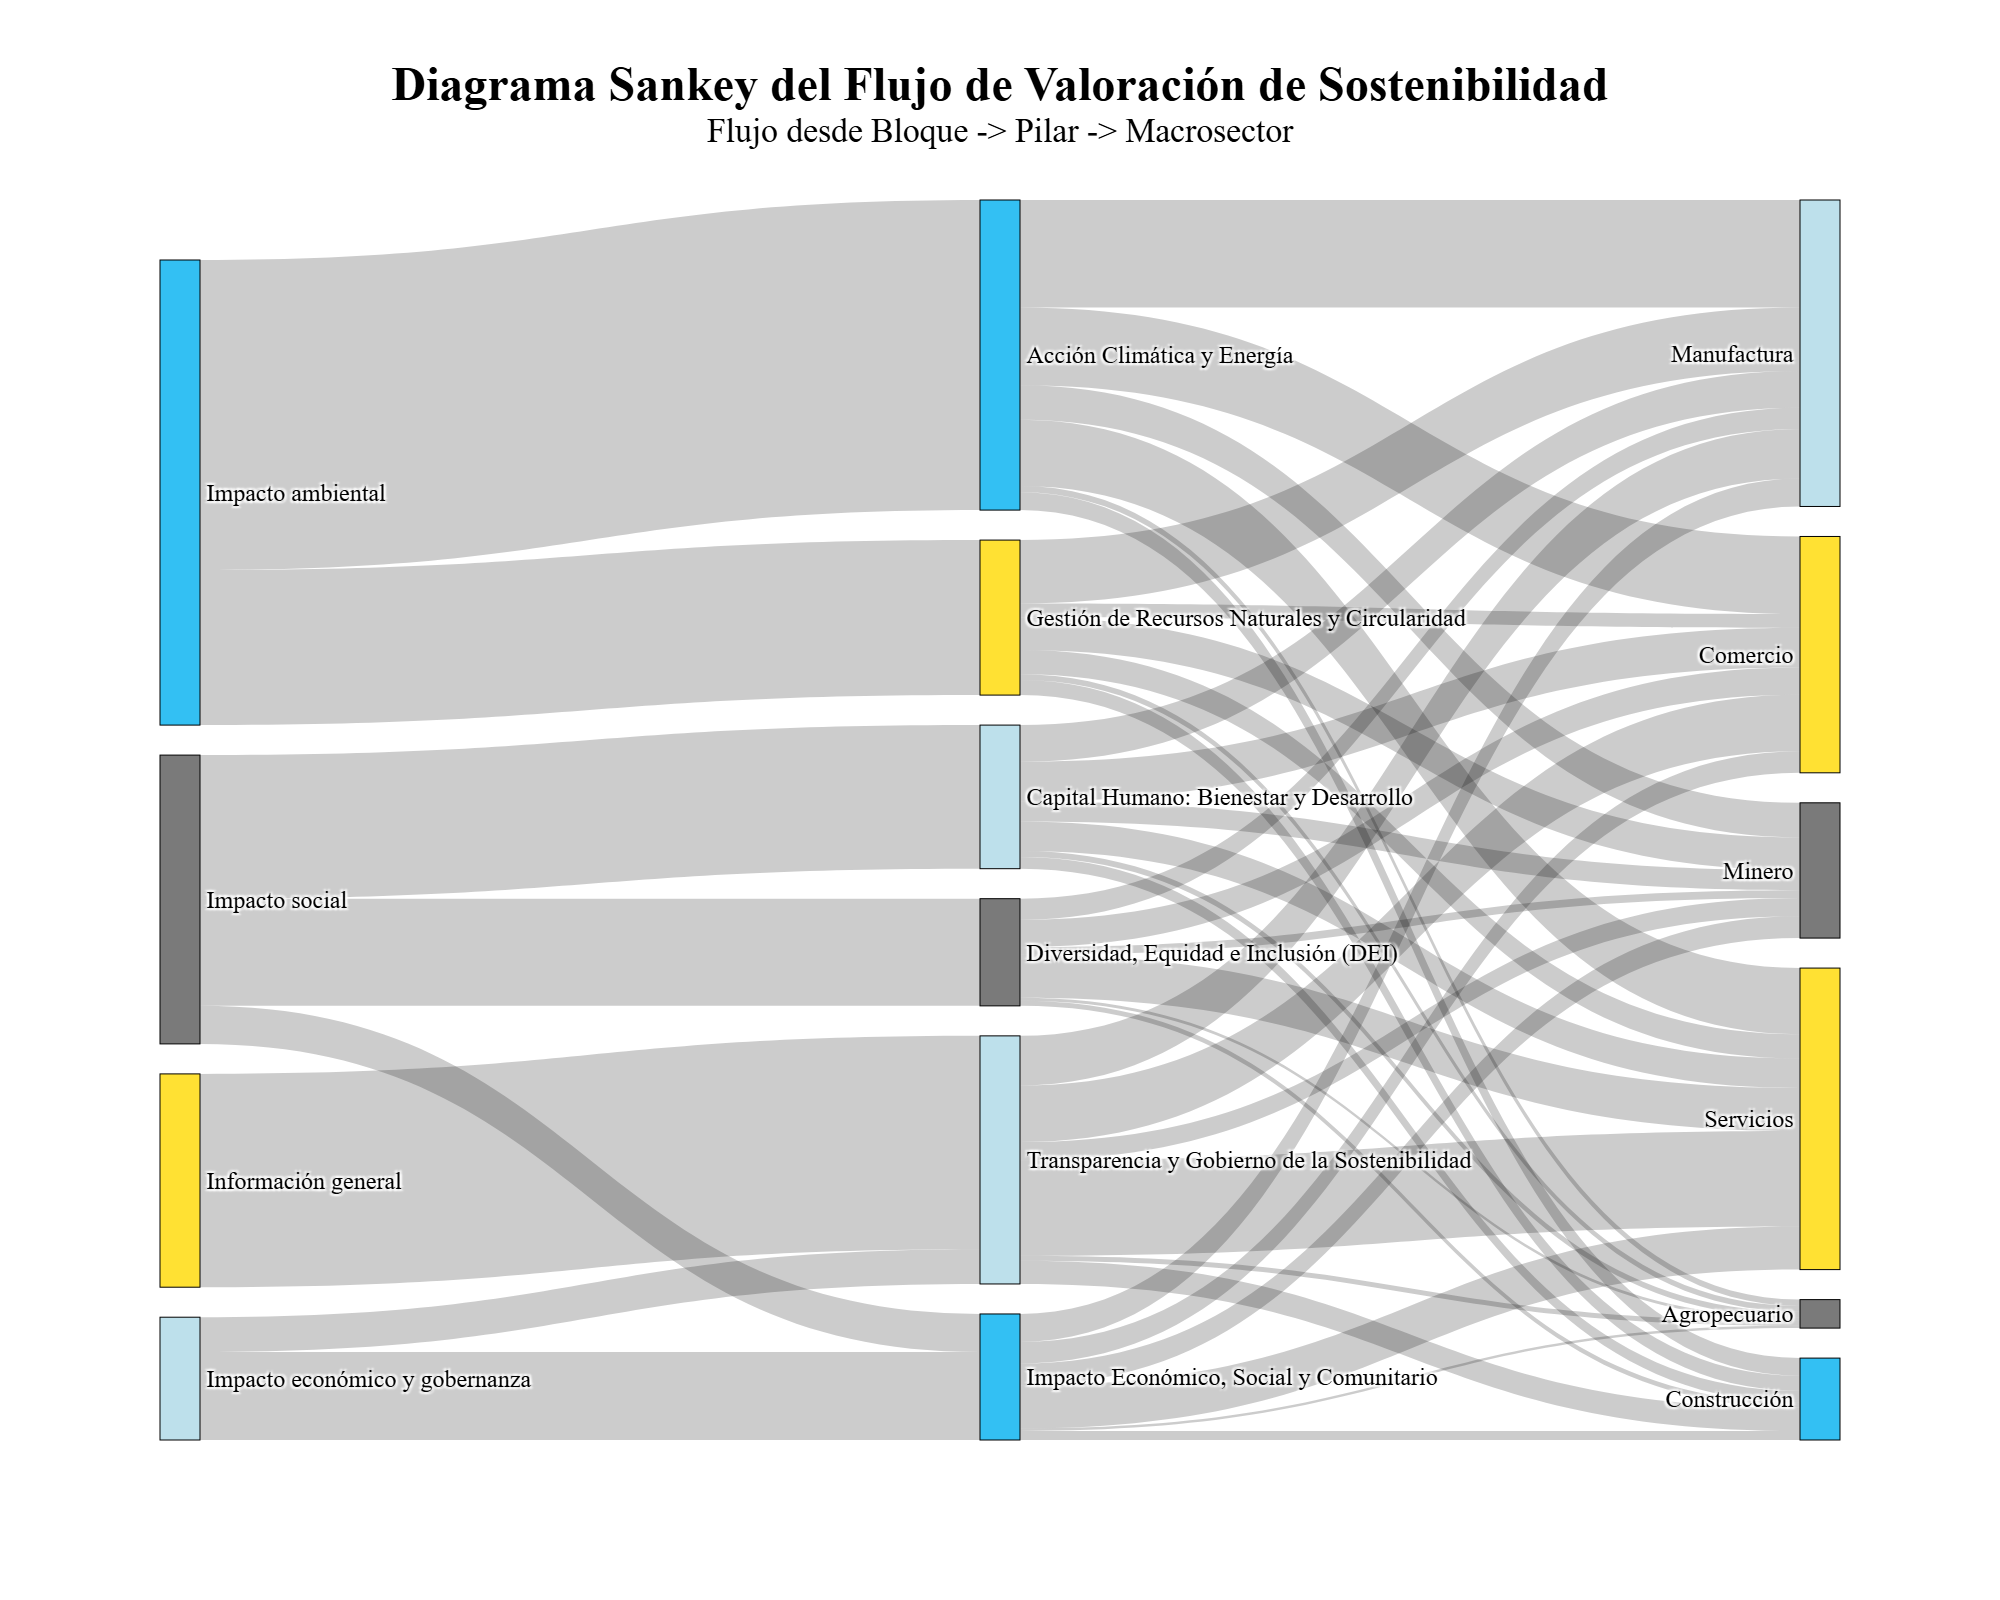 Diagrama Sankey del Flujo de Valoración de Sostenibilidad
Flujo desde Bloque -> Pilar -> Macrosector
Impacto ambiental
Impacto social
Información general
Impacto económico y gobernanza
Acción Climática y Energía
Gestión de Recursos Naturales y Circularidad
Capital Humano: Bienestar y Desarrollo
Diversidad, Equidad e Inclusión (DEI)
Transparencia y Gobierno de la Sostenibilidad
Impacto Económico, Social y Comunitario
Manufactura
Comercio
Minero
Servicios
Agropecuario
Construcción